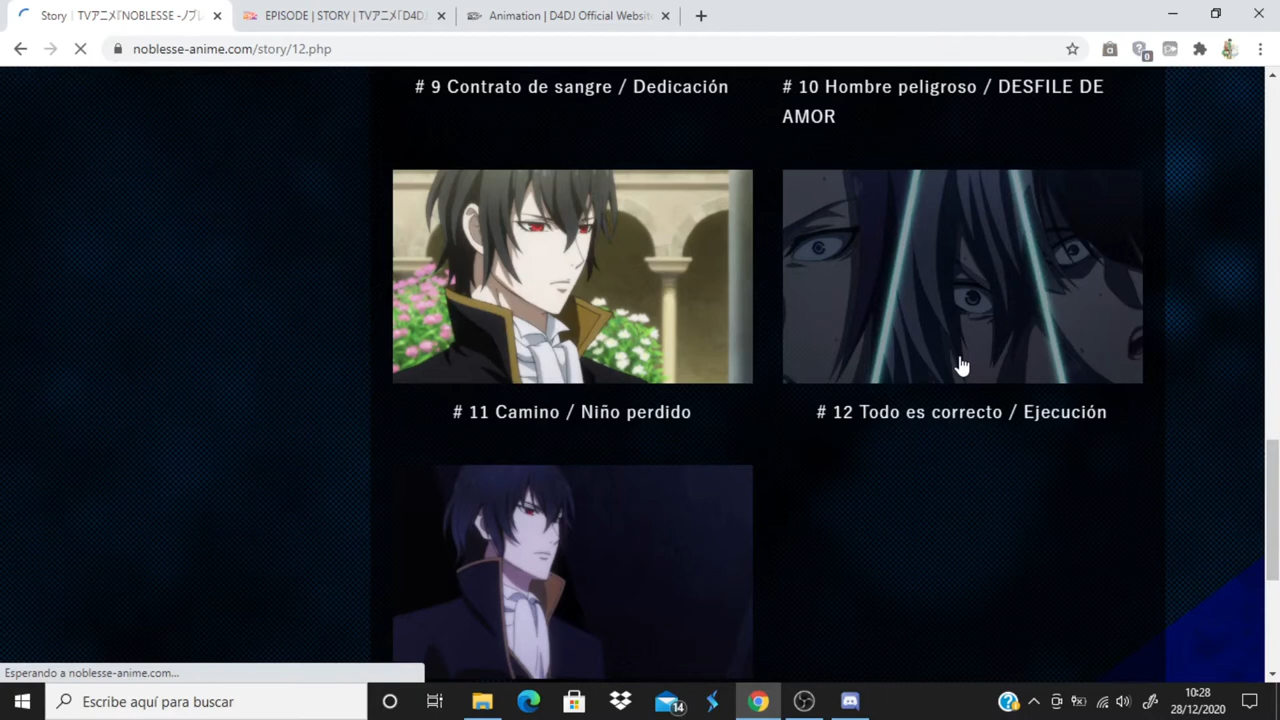 Story | TVアニメ「NOBLESSE -ノブレ
EPISODE | STORY | TVアニメ「D4DJ
Animation | D4DJ Official Website
noblesse-anime.com/story/12.php
0
# 9 Contrato de sangre / Dedicación
# 10 Hombre peligroso / DESFILE DE
AMOR
# 11 Camino / Niño perdido
# 12 Todo es correcto / Ejecución
Esperando a noblesse-anime.com...
Escribe aquí para buscar
14
10:28
28/12/2020